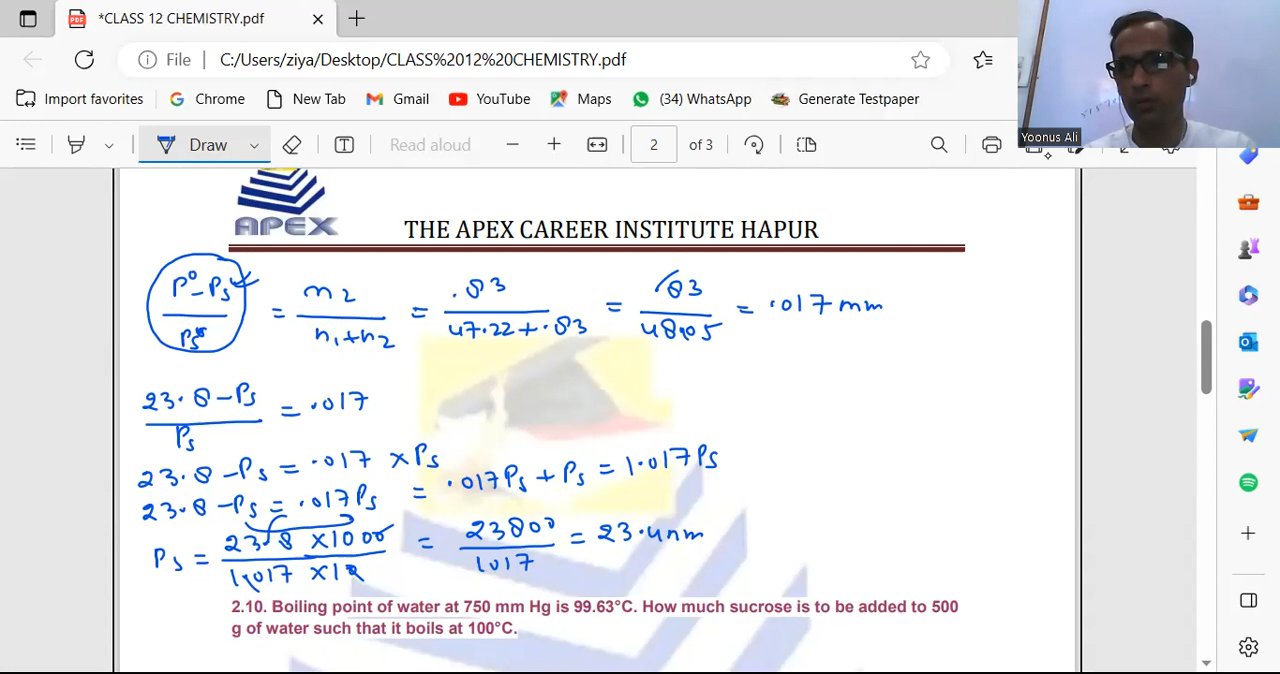 *CLASS 12 CHEMISTRY.pdf
File | C:/Users/ziya/Desktop/CLASS%2012%20CHEMISTRY.pdf
Import favorites Chrome New Tab Gmail YouTube Maps (34) WhatsApp Generate Testpaper
Yoonus Ali
Draw Read aloud 2 of 3
APEX
THE APEX CAREER INSTITUTE HAPUR
P⁰-Ps / Ps = n2 / n1+n2 = .83 / 47.22+.83 = 83 / 4805 = .017 mm
23.8-Ps / Ps = .017
23.8-Ps = .017 x Ps
23.8-Ps = .017Ps = .017Ps + Ps = 1.017Ps
Ps = 23.8 x1000 / 1.017 x10 = 23800 / 1017 = 23.4nm
2.10. Boiling point of water at 750 mm Hg is 99.63°C. How much sucrose is to be added to 500
g of water such that it boils at 100°C.